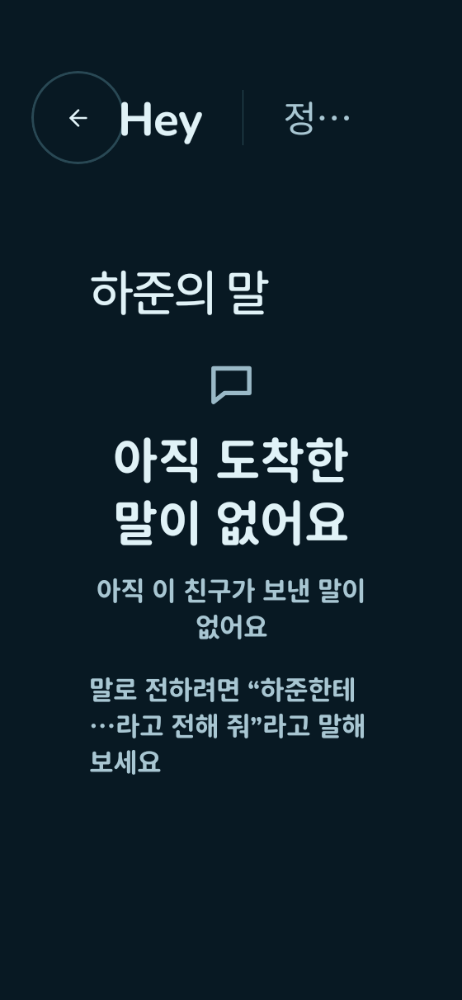 Hey
정…
하준의 말
아직 도착한
말이 없어요
아직 이 친구가 보낸 말이
없어요
말로 전하려면 “하준한테
…라고 전해 줘”라고 말해
보세요